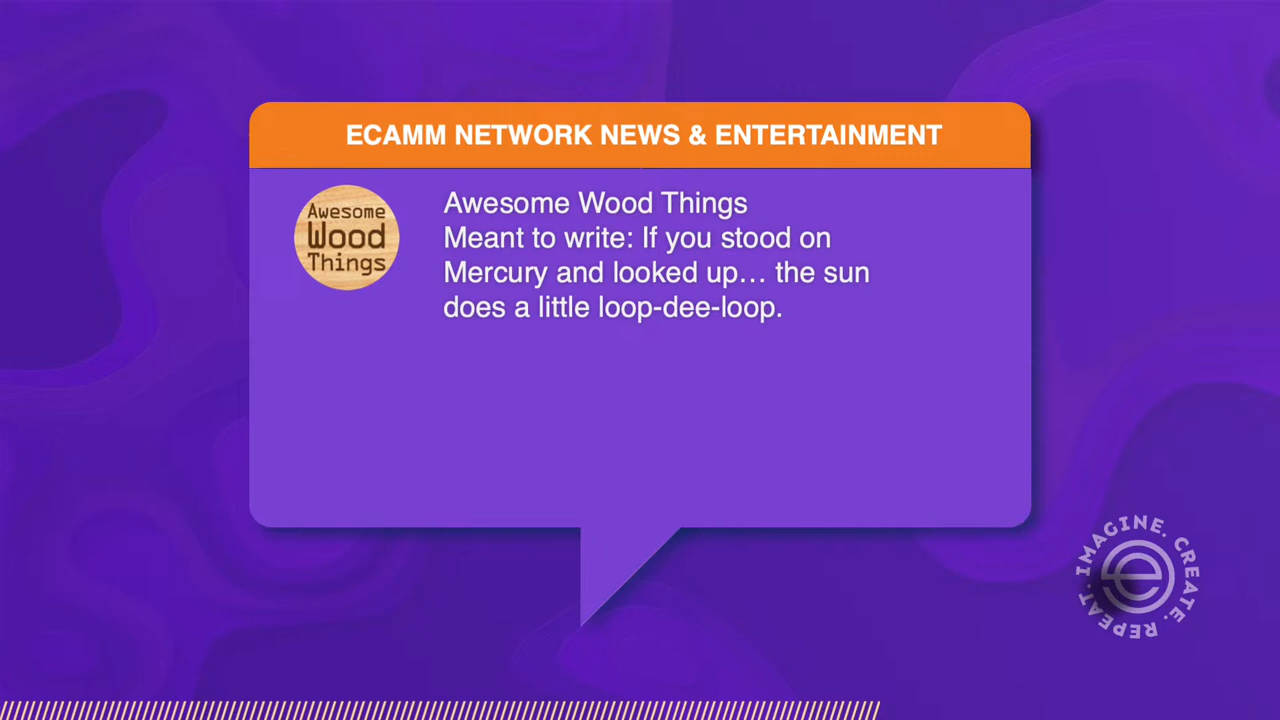 ECAMM NETWORK NEWS & ENTERTAINMENT
Awesome
Wood
Things
Awesome Wood Things
Meant to write: If you stood on
Mercury and looked up… the sun
does a little loop-dee-loop.
IMAGINE. CREATE. REPEAT.
e